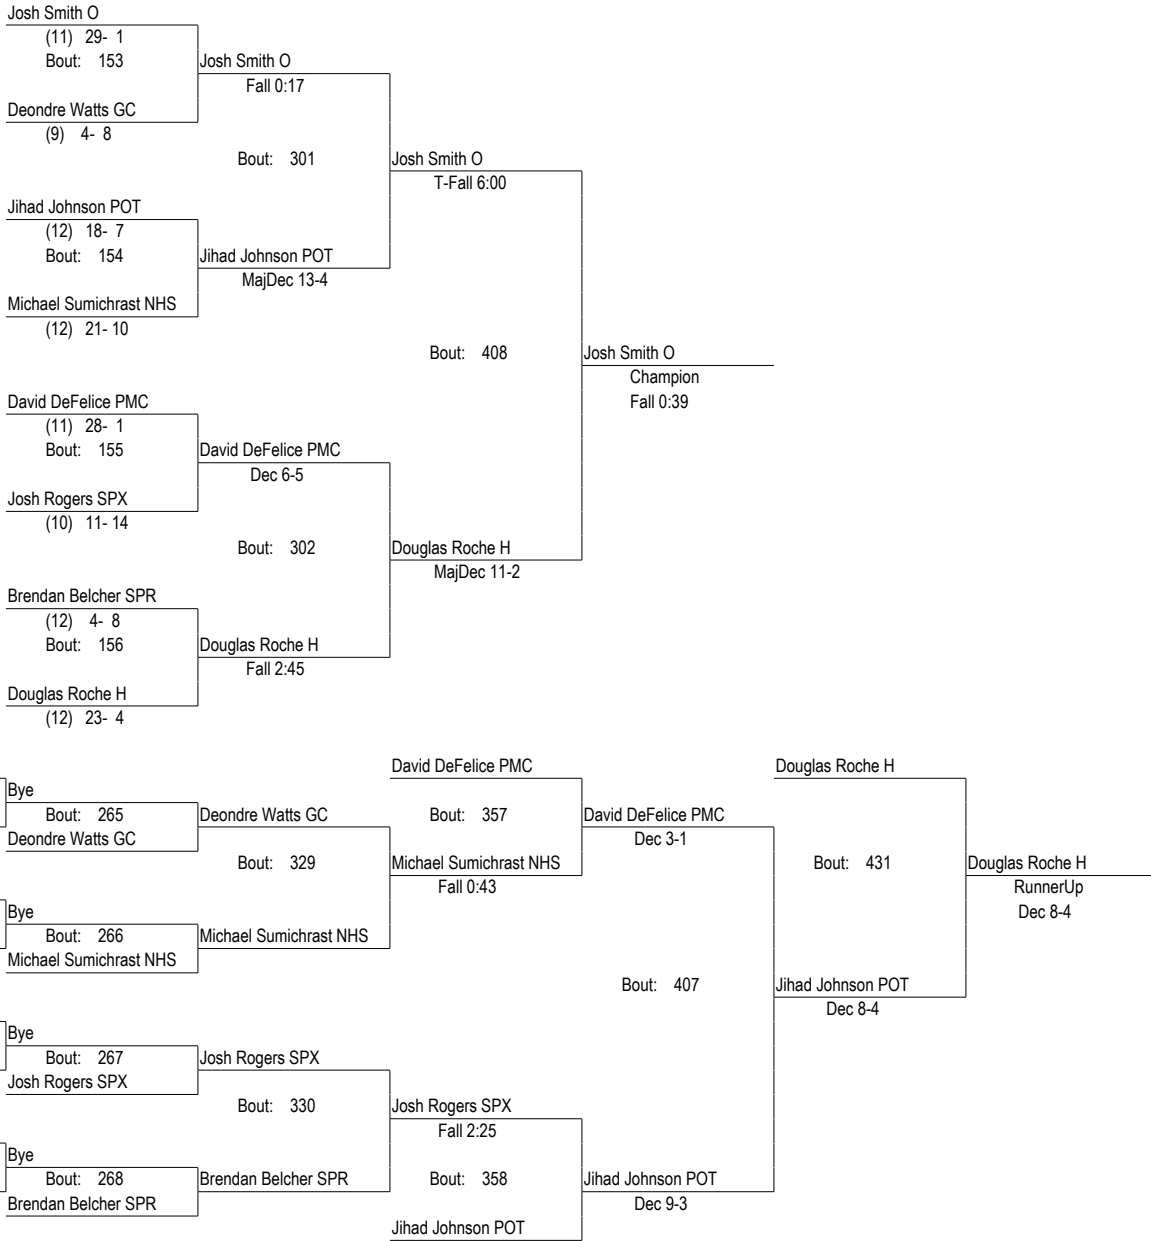 Josh Smith O
(11) 29- 1
Bout: 153
Josh Smith O
Fall 0:17
Deondre Watts GC
(9) 4- 8
Bout: 301
Josh Smith O
T-Fall 6:00
Jihad Johnson POT
(12) 18- 7
Bout: 154
Jihad Johnson POT
MajDec 13-4
Michael Sumichrast NHS
(12) 21- 10
Bout: 408
Josh Smith O
Champion
Fall 0:39
David DeFelice PMC
(11) 28- 1
Bout: 155
David DeFelice PMC
Dec 6-5
Josh Rogers SPX
(10) 11- 14
Bout: 302
Douglas Roche H
MajDec 11-2
Brendan Belcher SPR
(12) 4- 8
Bout: 156
Douglas Roche H
Fall 2:45
Douglas Roche H
(12) 23- 4
David DeFelice PMC
Douglas Roche H
Bye
Bout: 265
Deondre Watts GC
Bout: 357
David DeFelice PMC
Dec 3-1
Deondre Watts GC
Bout: 329
Michael Sumichrast NHS
Fall 0:43
Bout: 431
Douglas Roche H
RunnerUp
Dec 8-4
Bye
Bout: 266
Michael Sumichrast NHS
Michael Sumichrast NHS
Bout: 407
Jihad Johnson POT
Dec 8-4
Bye
Bout: 267
Josh Rogers SPX
Josh Rogers SPX
Bout: 330
Josh Rogers SPX
Fall 2:25
Bye
Bout: 268
Brendan Belcher SPR
Bout: 358
Jihad Johnson POT
Dec 9-3
Brendan Belcher SPR
Jihad Johnson POT